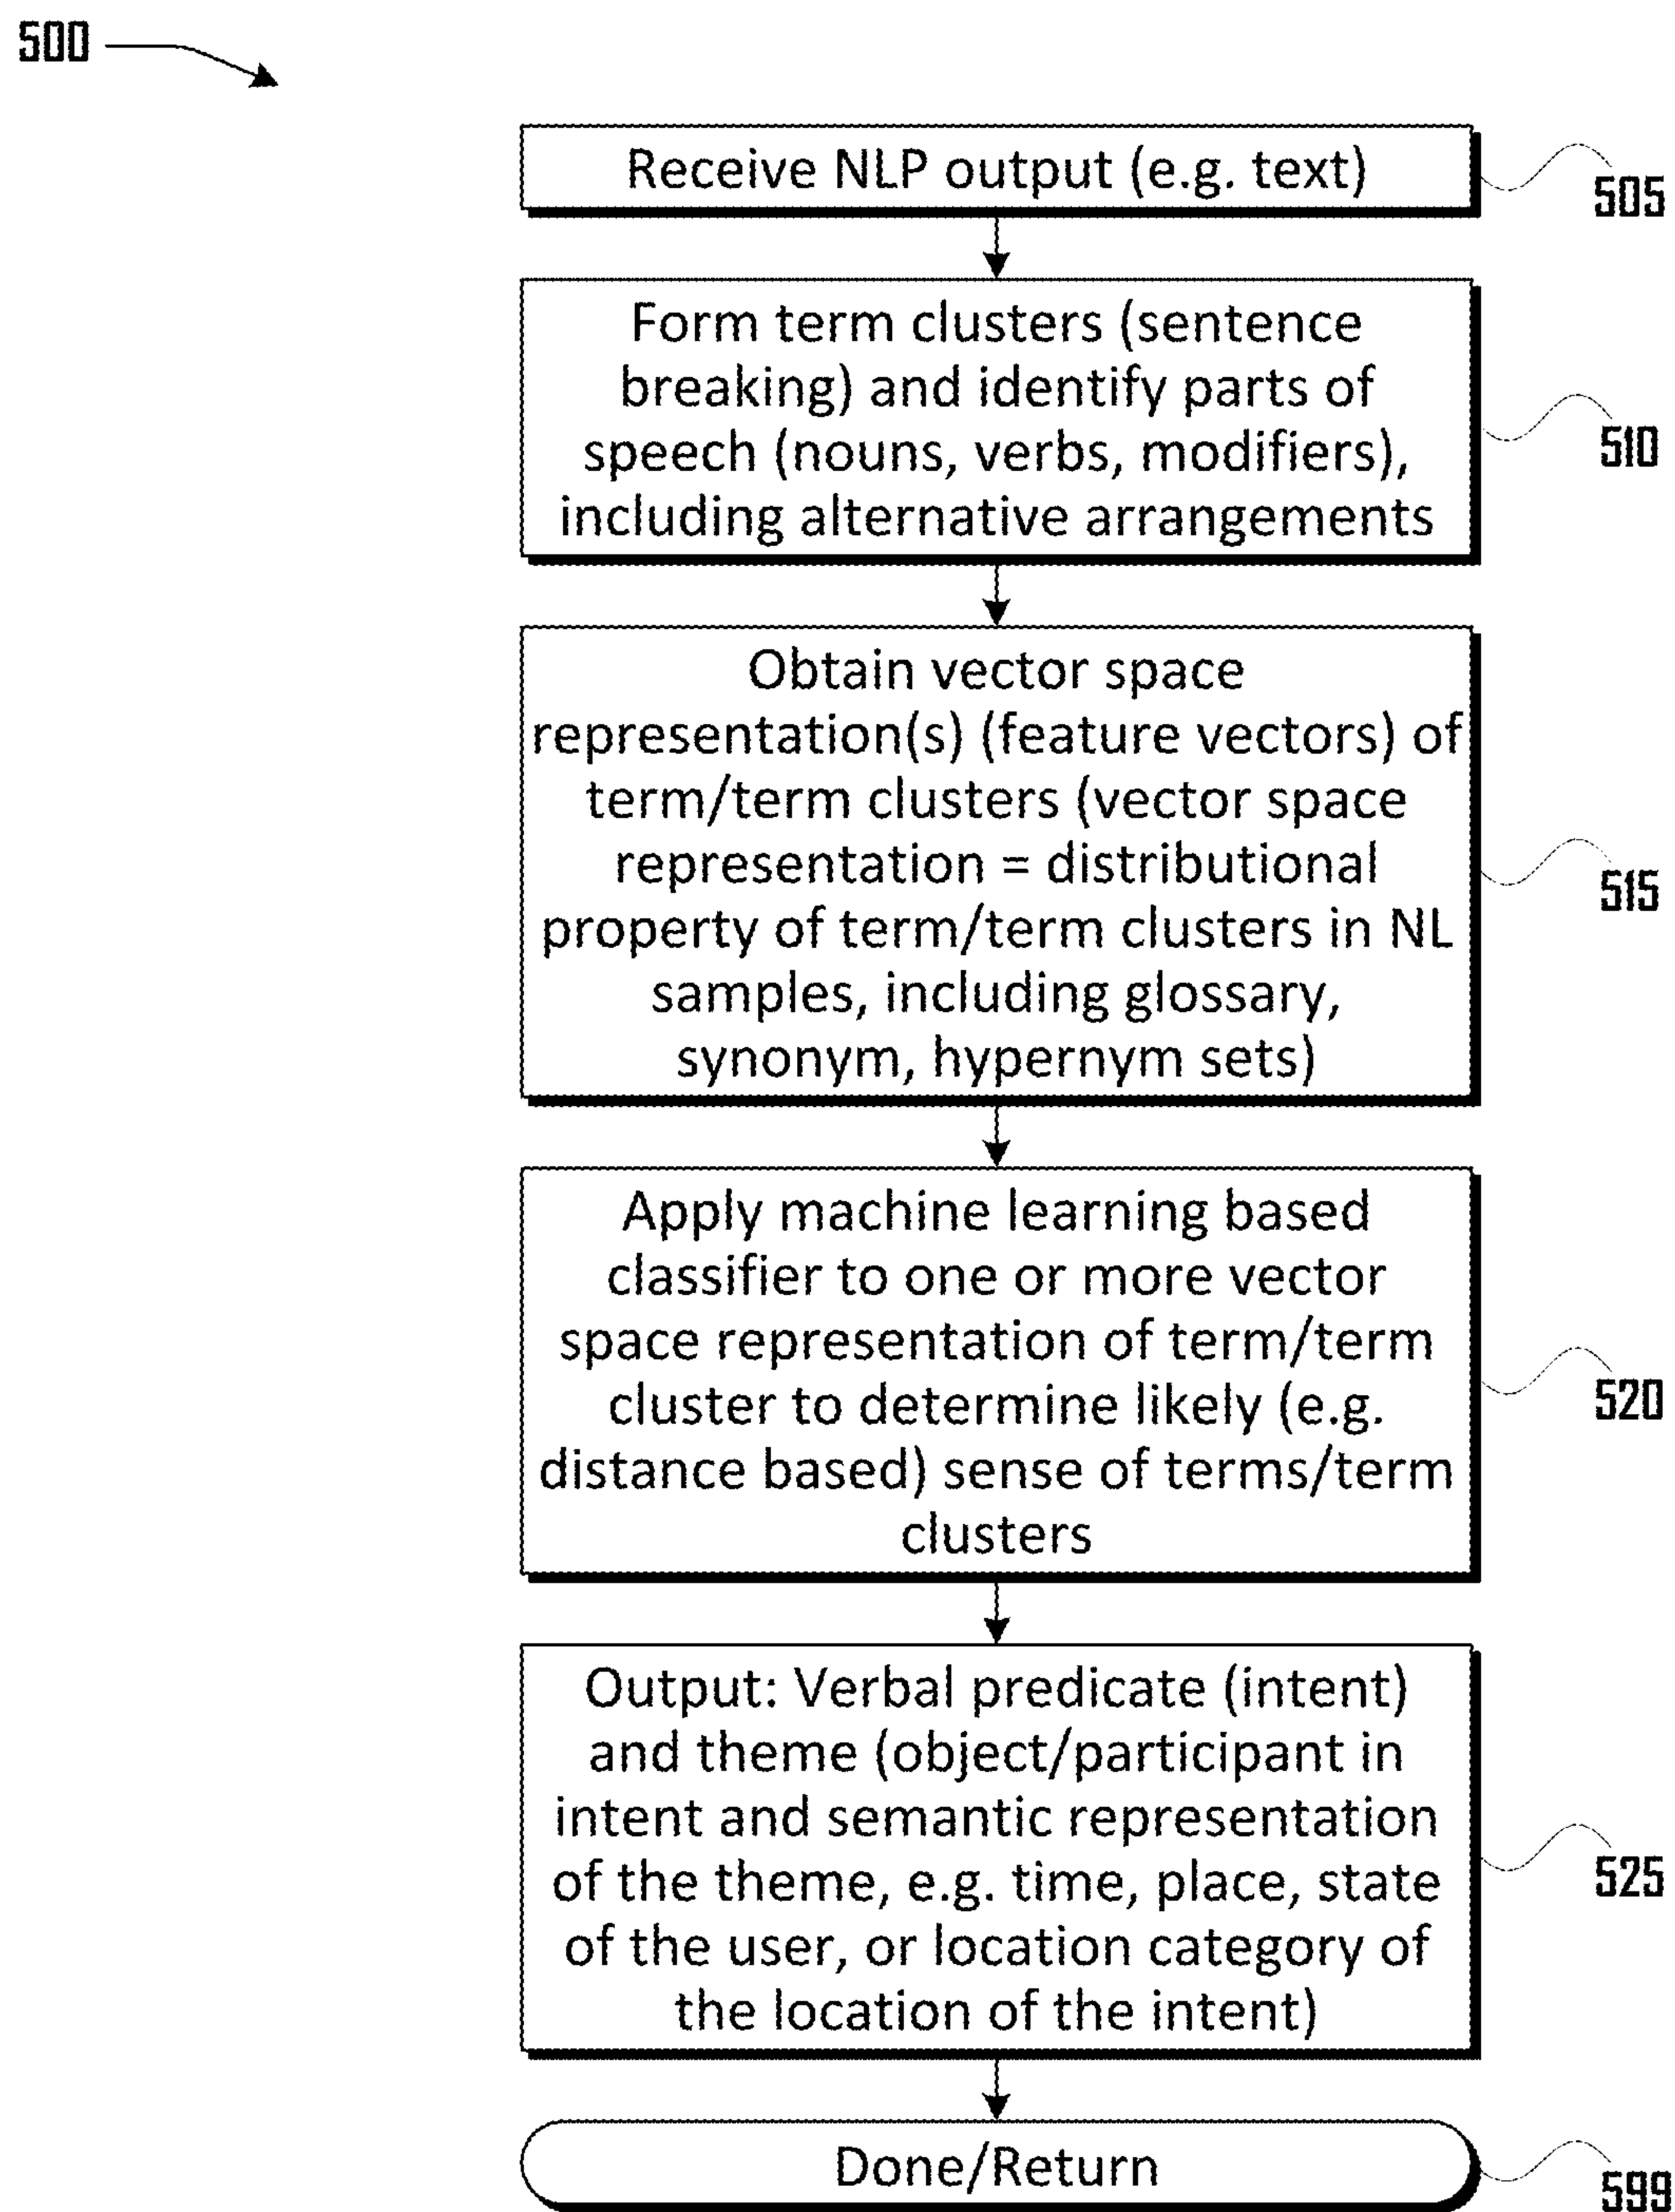 500
Receive NLP output (e.g. text)
505
Form term clusters (sentence
breaking) and identify parts of
speech (nouns, verbs, modifiers),
including alternative arrangements
510
Obtain vector space
representation(s) (feature vectors) of
term/term clusters (vector space
representation = distributional
property of term/term clusters in NL
samples, including glossary,
synonym, hypernym sets)
515
Apply machine learning based
classifier to one or more vector
space representation of term/term
cluster to determine likely (e.g.
distance based) sense of terms/term
clusters
520
Output: Verbal predicate (intent)
and theme (object/participant in
intent and semantic representation
of the theme, e.g. time, place, state
of the user, or location category of
the location of the intent)
525
Done/Return
599